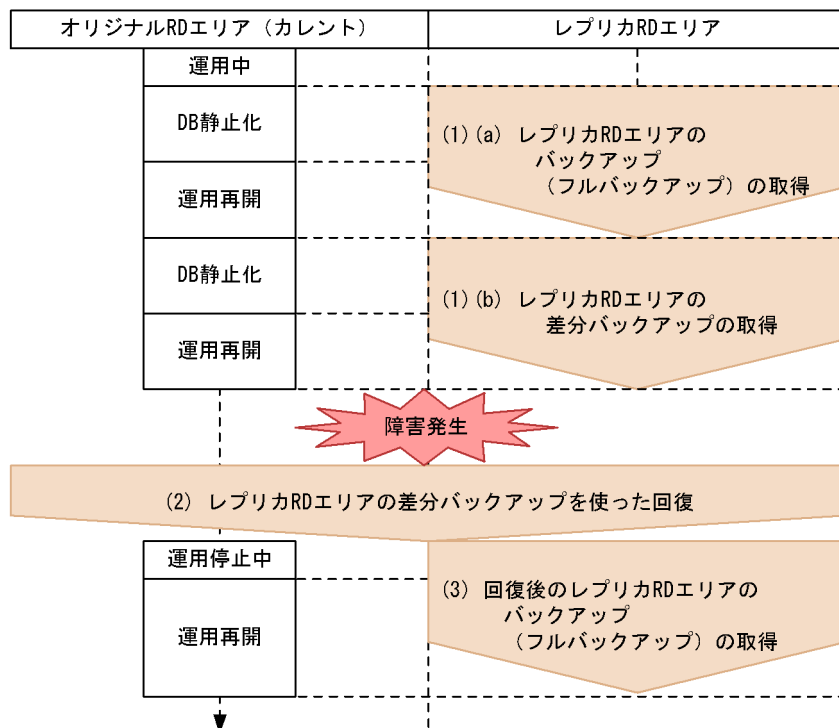 オリジナルRDエリア（カレント）
レプリカRDエリア
運用中
DB静止化
(1)(a) レプリカRDエリアの
バックアップ
（フルバックアップ）の取得
運用再開
DB静止化
(1)(b) レプリカRDエリアの
差分バックアップの取得
運用再開
障害発生
(2) レプリカRDエリアの差分バックアップを使った回復
運用停止中
(3) 回復後のレプリカRDエリアの
バックアップ
（フルバックアップ）の取得
運用再開